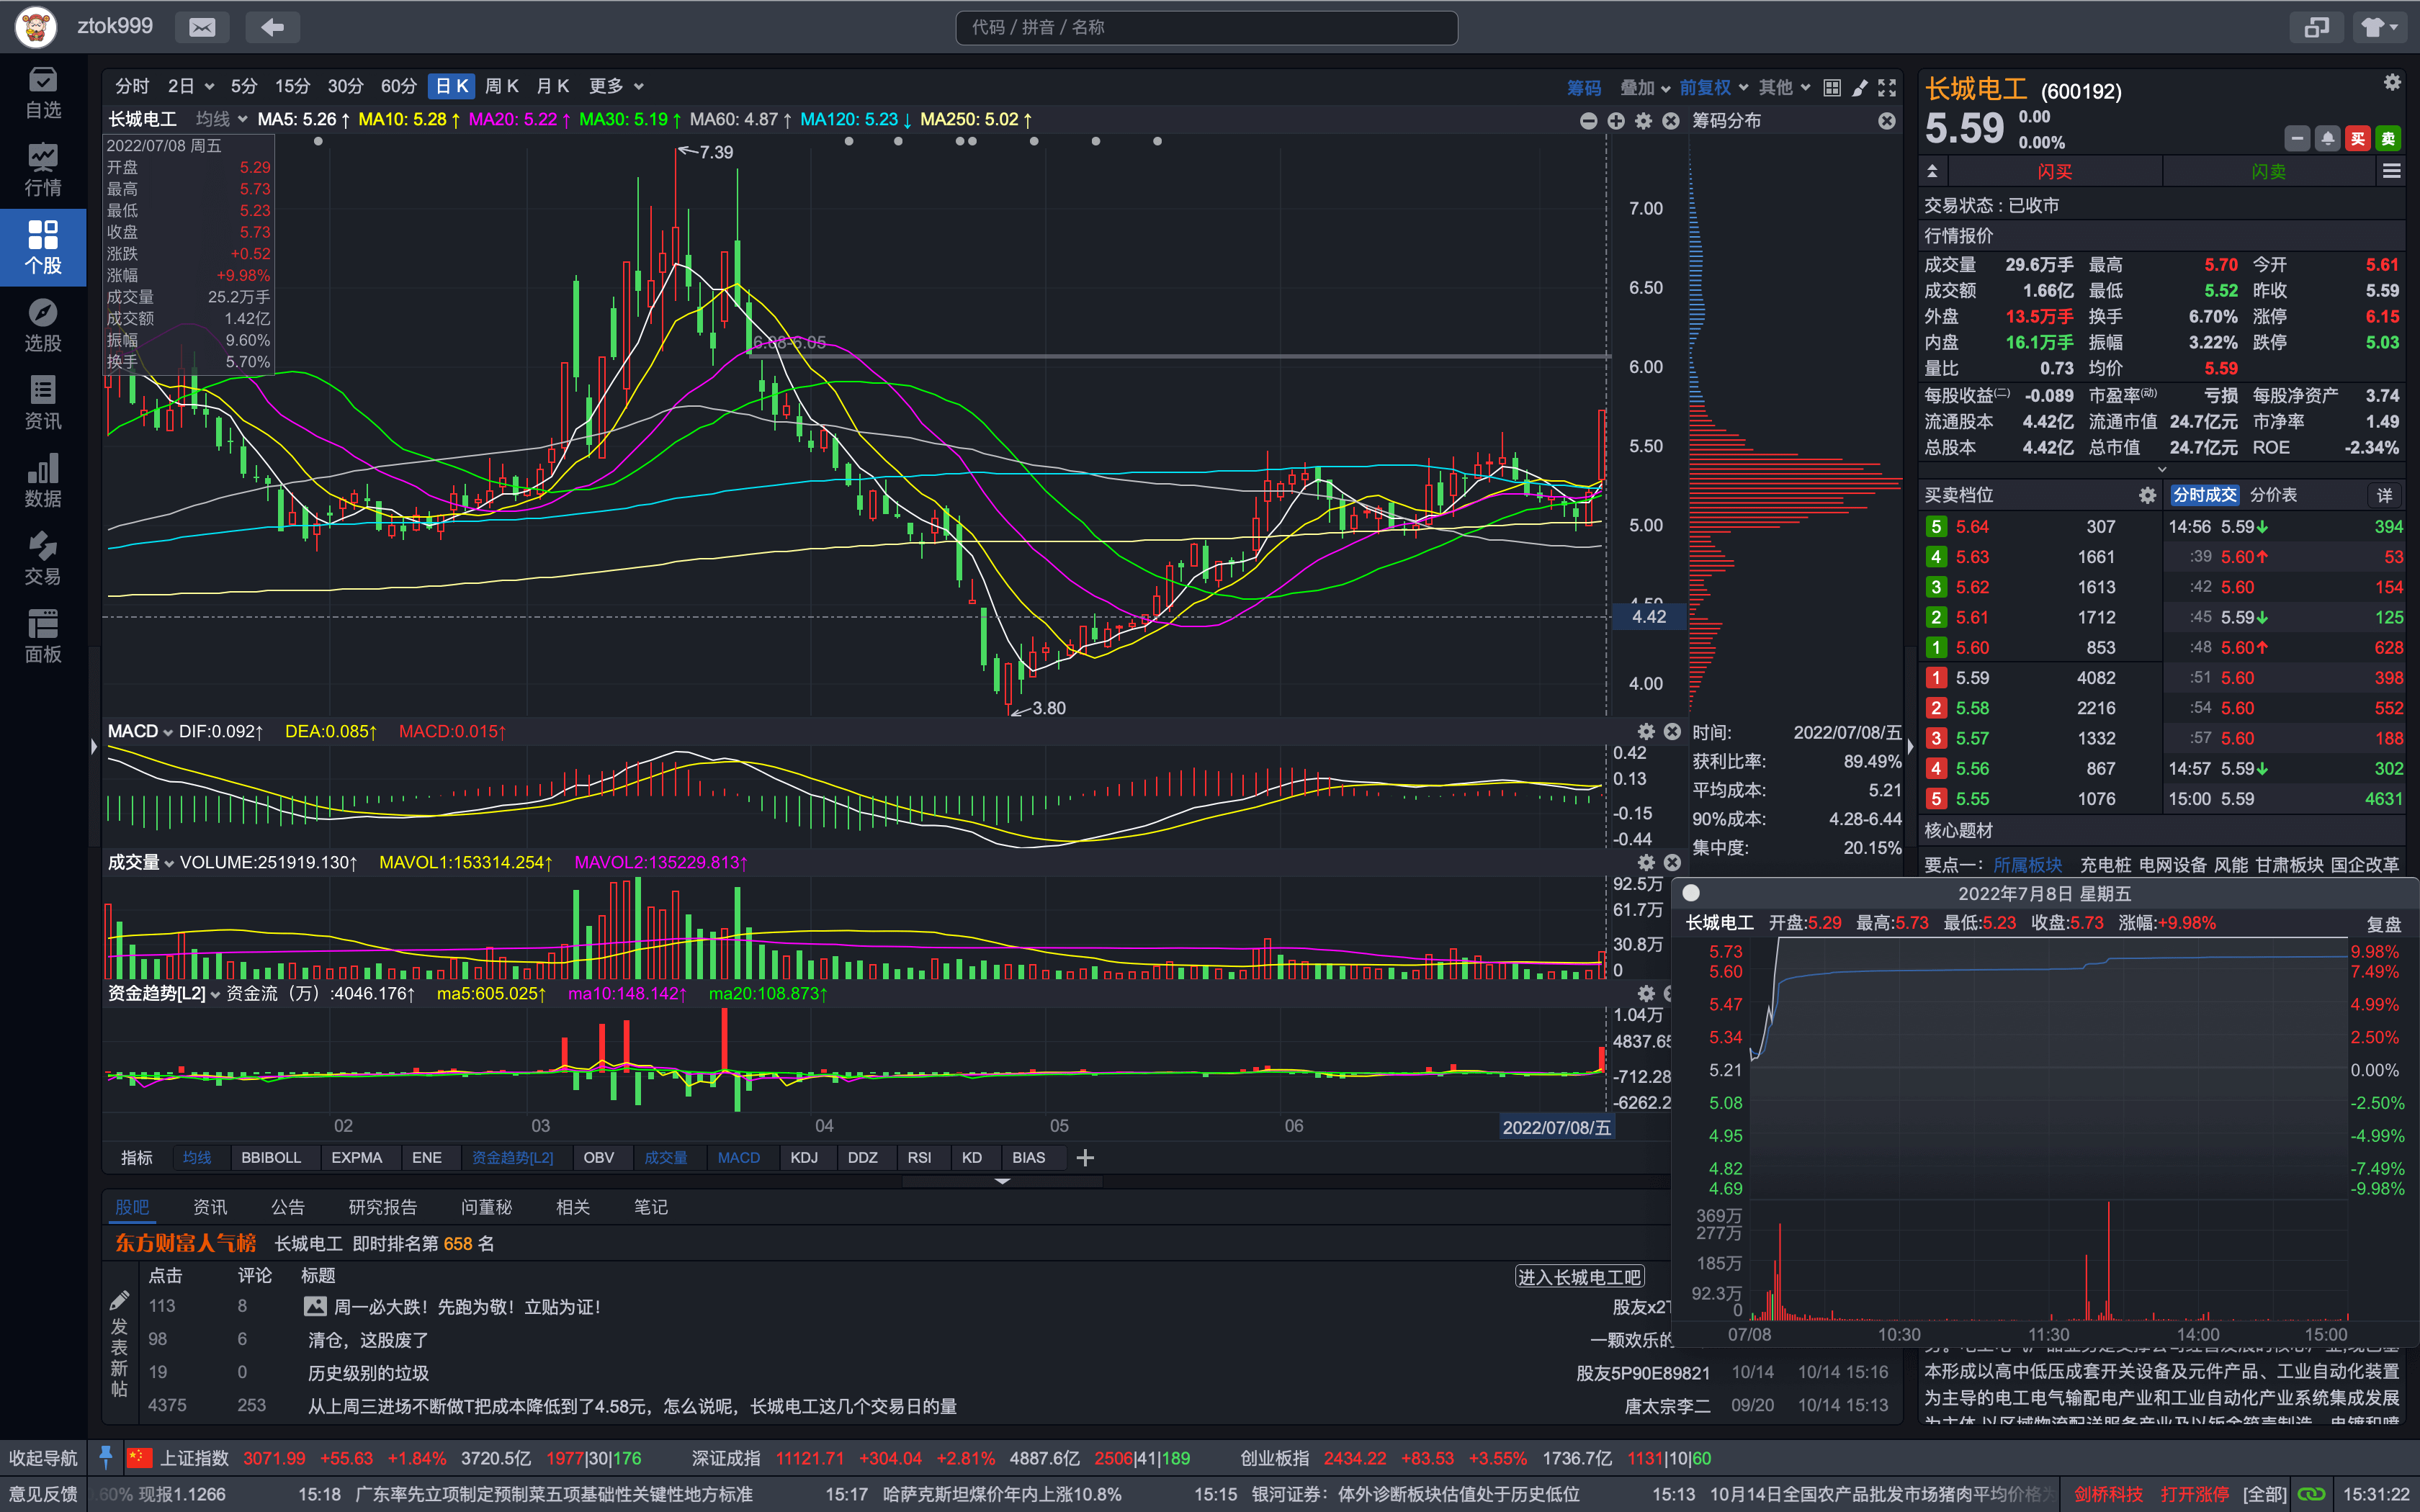 ztok999
代码 / 拼音 / 名称
自选
行情
个股
选股
资讯
数据
交易
面板
分时 2日 5分 15分 30分 60分 日K 周K 月K 更多
筹码 叠加 前复权 其他
长城电工 均线 MA5: 5.26↑ MA10: 5.28↑ MA20: 5.22↑ MA30: 5.19↑ MA60: 4.87↑ MA120: 5.23↓ MA250: 5.02↑
筹码分布
2022/07/08 周五
开盘 5.29
最高 5.73
最低 5.23
收盘 5.73
涨跌 +0.52
涨幅 +9.98%
成交量 25.2万手
成交额 1.42亿
振幅 9.60%
换手 5.70%
7.39
6.08-6.05
3.80
7.00
6.50
6.00
5.50
5.00
4.50
4.42
4.00
MACD DIF:0.092↑ DEA:0.085↑ MACD:0.015↑
0.42
0.13
-0.15
-0.44
成交量 VOLUME:251919.130↑ MAVOL1:153314.254↑ MAVOL2:135229.813↑
92.5万
61.7万
30.8万
0
资金趋势[L2] 资金流（万）:4046.176↑ ma5:605.025↑ ma10:148.142↑ ma20:108.873↑
1.04万
4837.65
-712.28
-6262.2
02 03 04 05 06 2022/07/08/五
时间: 2022/07/08/五
获利比率: 89.49%
平均成本: 5.21
90%成本: 4.28-6.44
集中度: 20.15%
指标 均线 BBIBOLL EXPMA ENE 资金趋势[L2] OBV 成交量 MACD KDJ DDZ RSI KD BIAS
股吧 资讯 公告 研究报告 问董秘 相关 笔记
东方财富人气榜 长城电工 即时排名第 658 名
发表新帖
点击 评论 标题
进入长城电工吧
113 8 周一必大跌！先跑为敬！立贴为证！ 股友x2
98 6 清仓，这股废了 一颗欢乐的
19 0 历史级别的垃圾 股友5P90E89821 10/14 10/14 15:16
4375 253 从上周三进场不断做T把成本降低到了4.58元，怎么说呢，长城电工这几个交易日的量 唐太宗李二 09/20 10/14 15:13
长城电工 (600192)
5.59 0.00
0.00%
买 卖
闪买 闪卖
交易状态：已收市
行情报价
成交量 29.6万手 最高 5.70 今开 5.61
成交额 1.66亿 最低 5.52 昨收 5.59
外盘 13.5万手 换手 6.70% 涨停 6.15
内盘 16.1万手 振幅 3.22% 跌停 5.03
量比 0.73 均价 5.59
每股收益(二) -0.089 市盈率(动) 亏损 每股净资产 3.74
流通股本 4.42亿 流通市值 24.7亿元 市净率 1.49
总股本 4.42亿 总市值 24.7亿元 ROE -2.34%
买卖档位 分时成交 分价表 详
5 5.64 307 14:56 5.59↓ 394
4 5.63 1661 :39 5.60↑ 53
3 5.62 1613 :42 5.60 154
2 5.61 1712 :45 5.59↓ 125
1 5.60 853 :48 5.60↑ 628
1 5.59 4082 :51 5.60 398
2 5.58 2216 :54 5.60 552
3 5.57 1332 :57 5.60 188
4 5.56 867 14:57 5.59↓ 302
5 5.55 1076 15:00 5.59 4631
核心题材
要点一： 所属板块 充电桩 电网设备 风能 甘肃板块 国企改革
2022年7月8日 星期五
长城电工 开盘:5.29 最高:5.73 最低:5.23 收盘:5.73 涨幅:+9.98% 复盘
5.73 9.98%
5.60 7.49%
5.47 4.99%
5.34 2.50%
5.21 0.00%
5.08 -2.50%
4.95 -4.99%
4.82 -7.49%
4.69 -9.98%
369万
277万
185万
92.3万
0
07/08 10:30 11:30 14:00 15:00
本形成以高中低压成套开关设备及元件产品、工业自动化装置
为主导的电工电气输配电产业和工业自动化产业系统集成发展
收起导航 上证指数 3071.99 +55.63 +1.84% 3720.5亿 1977|30|176 深证成指 11121.71 +304.04 +2.81% 4887.6亿 2506|41|189 创业板指 2434.22 +83.53 +3.55% 1736.7亿 1131|10|60
意见反馈 .60% 现报1.1266 15:18 广东率先立项制定预制菜五项基础性关键性地方标准 15:17 哈萨克斯坦煤价年内上涨10.8% 15:15 银河证券：体外诊断板块估值处于历史低位 15:13 10月14日全国农产品批发市场猪肉平均价格为 剑桥科技 打开涨停 [全部] 15:31:22